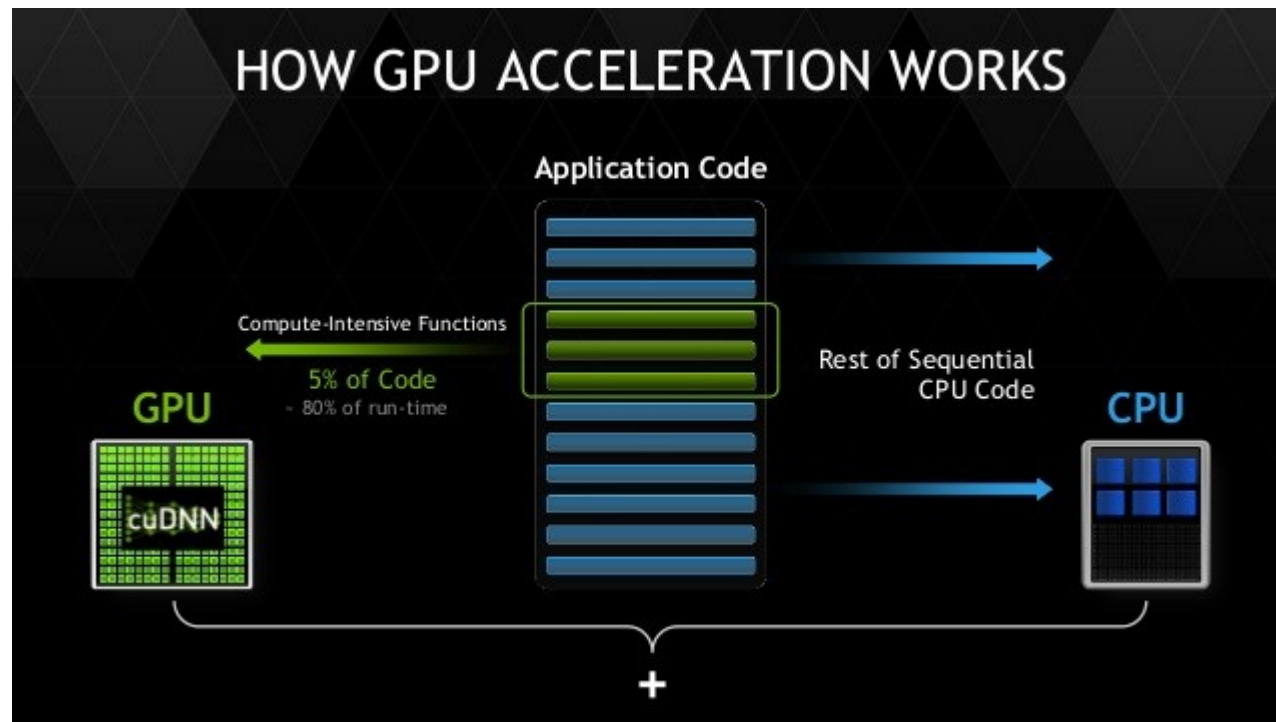 HOW GPU ACCELERATION WORKS
Application Code
Compute-Intensive Functions
5% of Code
~ 80% of run-time
Rest of Sequential
CPU Code
GPU
CPU
cuDNN
+